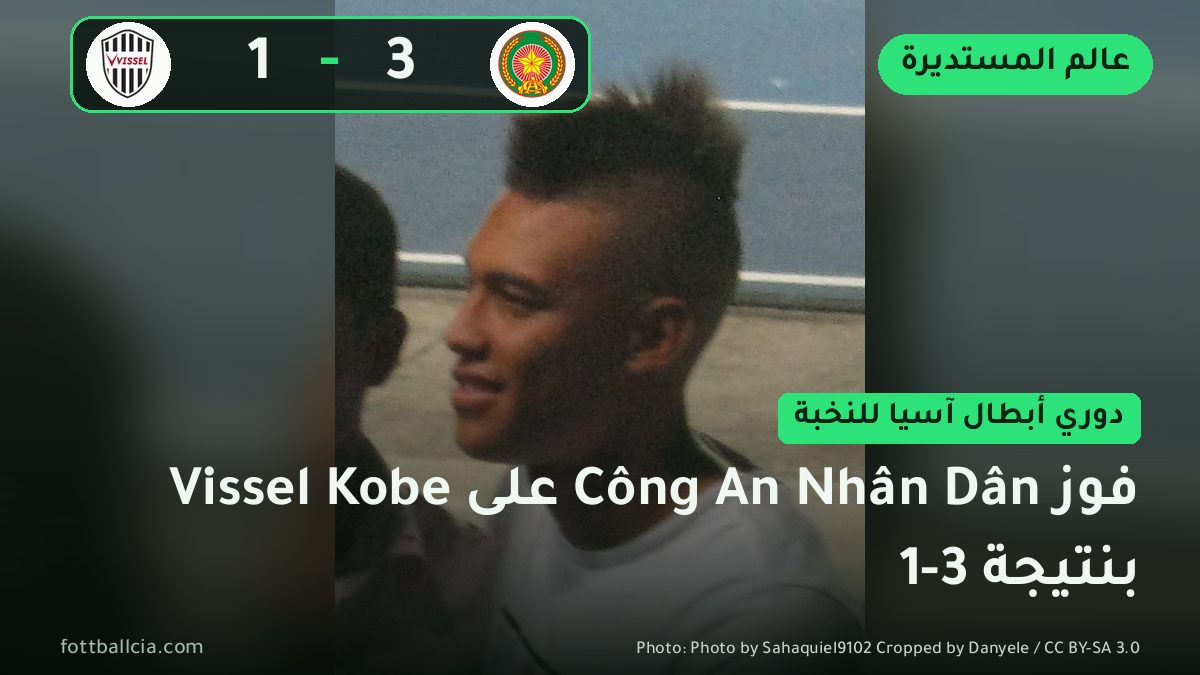 VISSEL
1 - 3
عالم المستديرة
دوري أبطال آسيا للنخبة
فوز Công An Nhân Dân على Vissel Kobe
بنتيجة 3-1
fottballcia.com
Photo: Photo by Sahaquiel9102 Cropped by Danyele / CC BY-SA 3.0